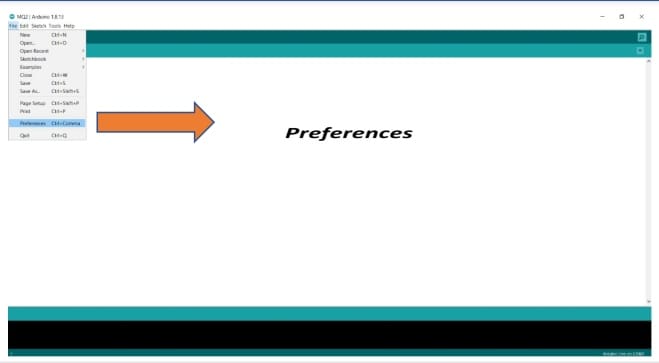 MQ2 | Arduino 1.8.13
File Edit Sketch Tools Help
New Ctrl+N
Open... Ctrl+O
Open Recent
Sketchbook
Examples
Close Ctrl+W
Save Ctrl+S
Save As... Ctrl+Shift+S
Page Setup Ctrl+Shift+P
Print Ctrl+P
Preferences Ctrl+Comma
Quit Ctrl+Q
Preferences